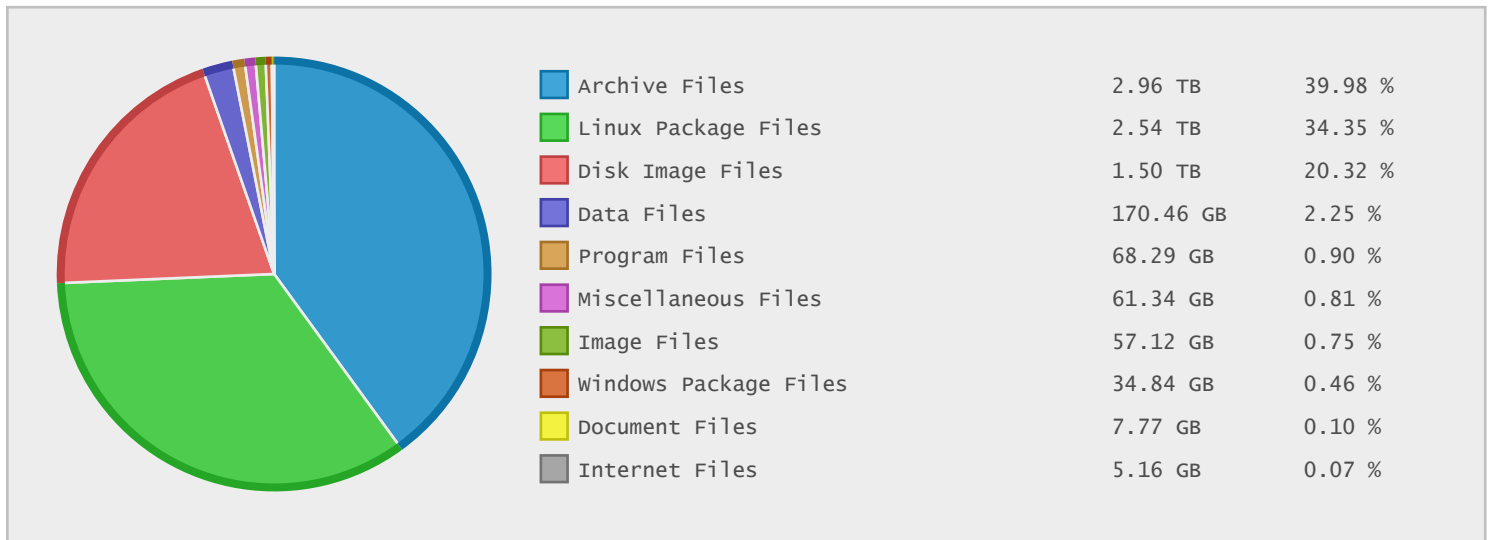 Archive Files 2.96 TB 39.98 %
Linux Package Files 2.54 TB 34.35 %
Disk Image Files 1.50 TB 20.32 %
Data Files 170.46 GB 2.25 %
Program Files 68.29 GB 0.90 %
Miscellaneous Files 61.34 GB 0.81 %
Image Files 57.12 GB 0.75 %
Windows Package Files 34.84 GB 0.46 %
Document Files 7.77 GB 0.10 %
Internet Files 5.16 GB 0.07 %